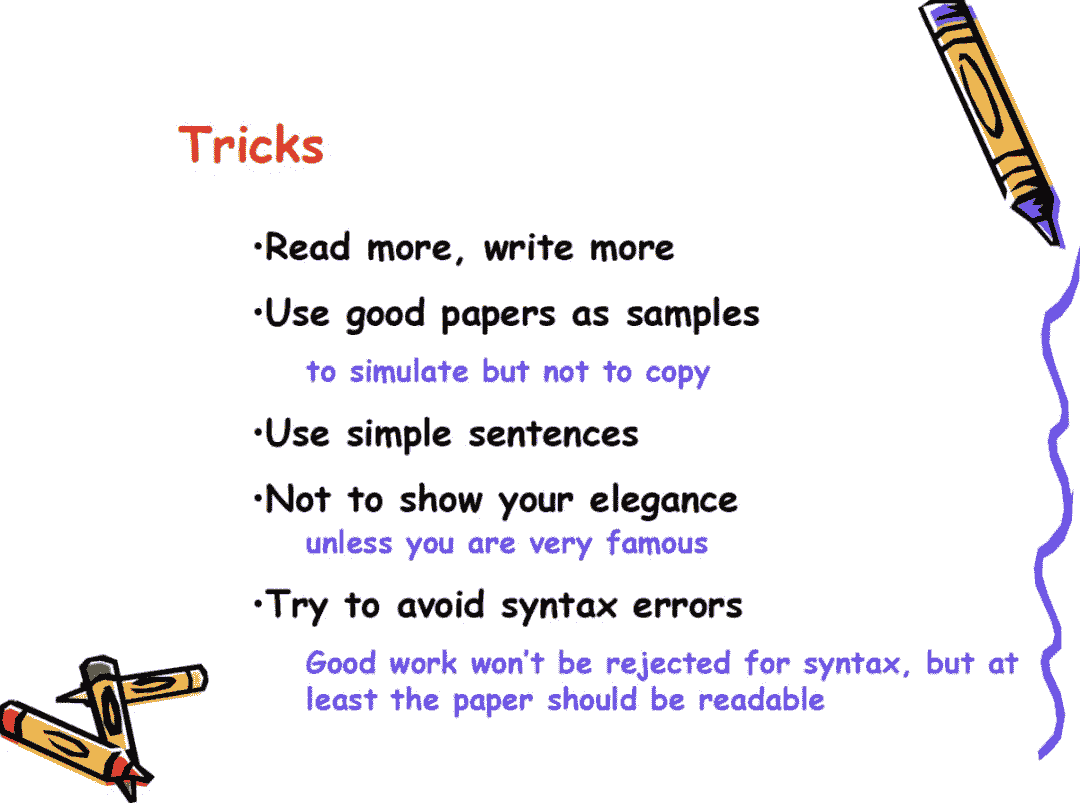 Tricks
•Read more, write more
•Use good papers as samples
to simulate but not to copy
•Use simple sentences
•Not to show your elegance
unless you are very famous
•Try to avoid syntax errors
Good work won't be rejected for syntax, but at
least the paper should be readable